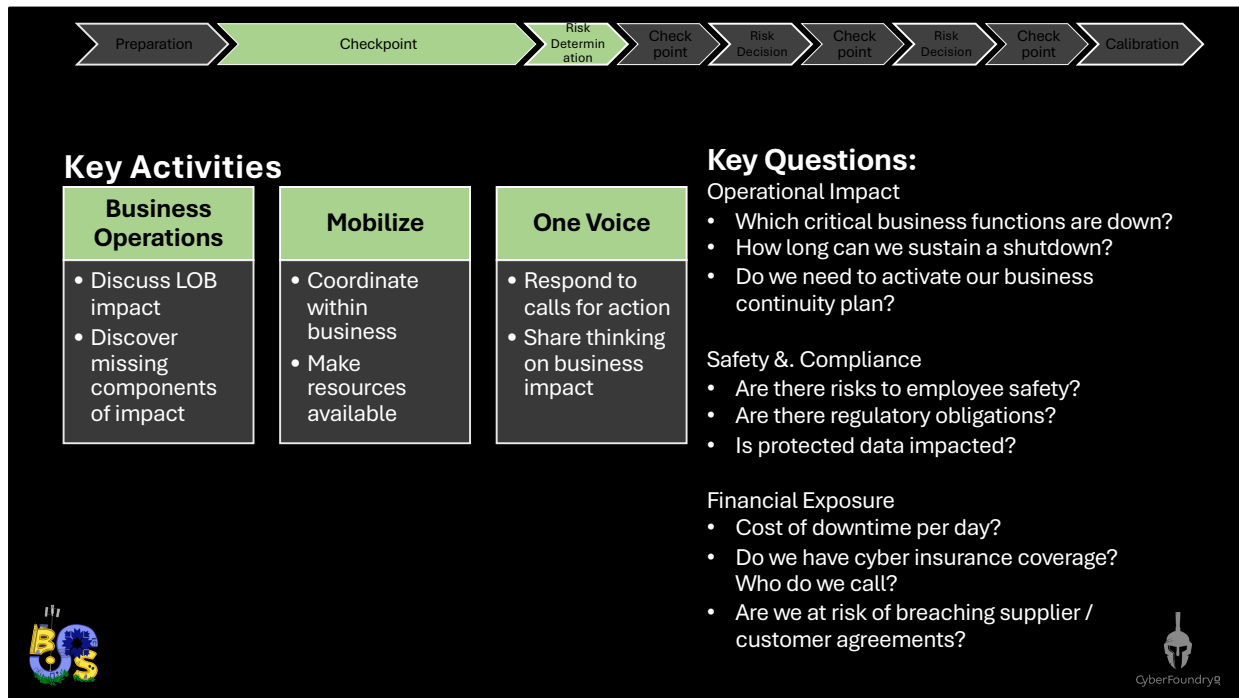 Preparation
Checkpoint
Risk
Determin
ation
Check
point
Risk
Decision
Check
point
Risk
Decision
Check
point
Calibration
Key Activities
Business
Operations
• Discuss LOB
impact
• Discover
missing
components
of impact
Mobilize
• Coordinate
within
business
• Make
resources
available
One Voice
• Respond to
calls for action
• Share thinking
on business
impact
Key Questions:
Operational Impact
• Which critical business functions are down?
• How long can we sustain a shutdown?
• Do we need to activate our business
continuity plan?
Safety &. Compliance
• Are there risks to employee safety?
• Are there regulatory obligations?
• Is protected data impacted?
Financial Exposure
• Cost of downtime per day?
• Do we have cyber insurance coverage?
Who do we call?
• Are we at risk of breaching supplier /
customer agreements?
B
S
CyberFoundry